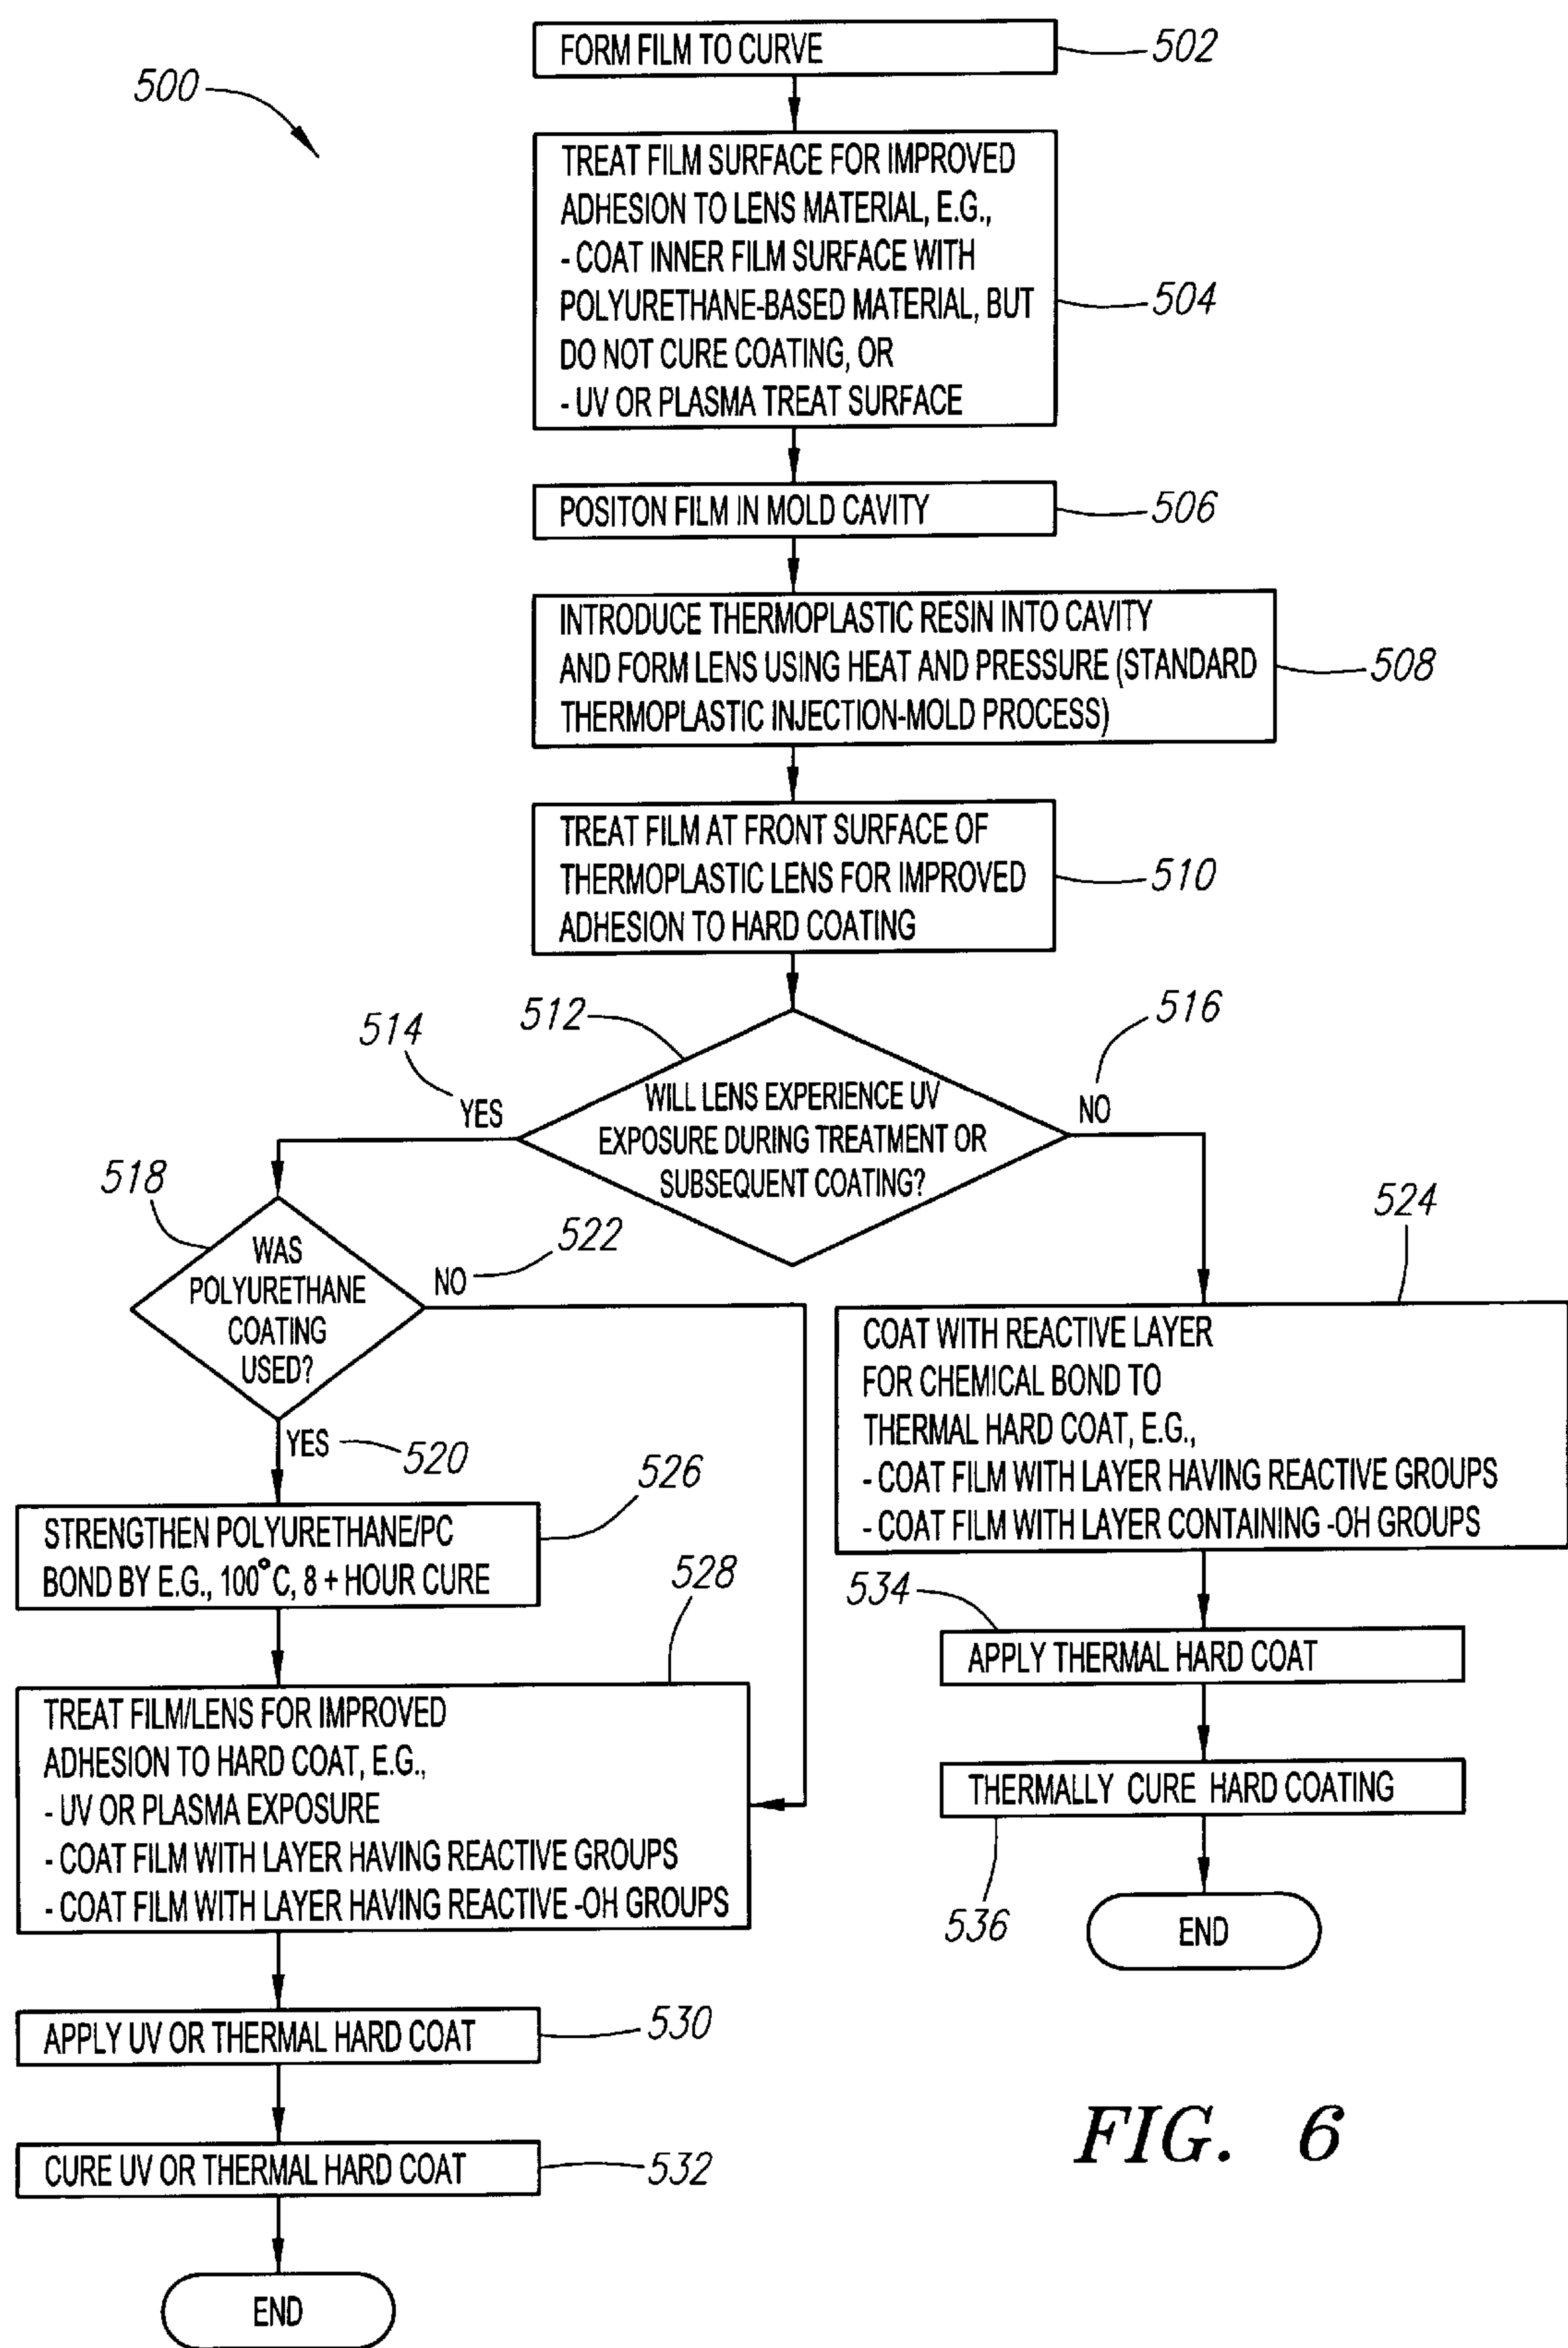 FORM FILM TO CURVE
502
500
TREAT FILM SURFACE FOR IMPROVED
ADHESION TO LENS MATERIAL, E.G.,
- COAT INNER FILM SURFACE WITH
POLYURETHANE-BASED MATERIAL, BUT
DO NOT CURE COATING, OR
- UV OR PLASMA TREAT SURFACE
504
POSITON FILM IN MOLD CAVITY
506
INTRODUCE THERMOPLASTIC RESIN INTO CAVITY
AND FORM LENS USING HEAT AND PRESSURE (STANDARD
THERMOPLASTIC INJECTION-MOLD PROCESS)
508
TREAT FILM AT FRONT SURFACE OF
THERMOPLASTIC LENS FOR IMPROVED
ADHESION TO HARD COATING
510
512
514
516
YES
NO
WILL LENS EXPERIENCE UV
EXPOSURE DURING TREATMENT OR
SUBSEQUENT COATING?
518
WAS
POLYURETHANE
COATING
USED?
522
NO
YES
520
524
COAT WITH REACTIVE LAYER
FOR CHEMICAL BOND TO
THERMAL HARD COAT, E.G.,
- COAT FILM WITH LAYER HAVING REACTIVE GROUPS
- COAT FILM WITH LAYER CONTAINING -OH GROUPS
526
STRENGTHEN POLYURETHANE/PC
BOND BY E.G., 100°C, 8 + HOUR CURE
528
TREAT FILM/LENS FOR IMPROVED
ADHESION TO HARD COAT, E.G.,
- UV OR PLASMA EXPOSURE
- COAT FILM WITH LAYER HAVING REACTIVE GROUPS
- COAT FILM WITH LAYER HAVING REACTIVE -OH GROUPS
534
APPLY THERMAL HARD COAT
THERMALLY CURE HARD COATING
536
END
APPLY UV OR THERMAL HARD COAT
530
CURE UV OR THERMAL HARD COAT
532
END
FIG. 6